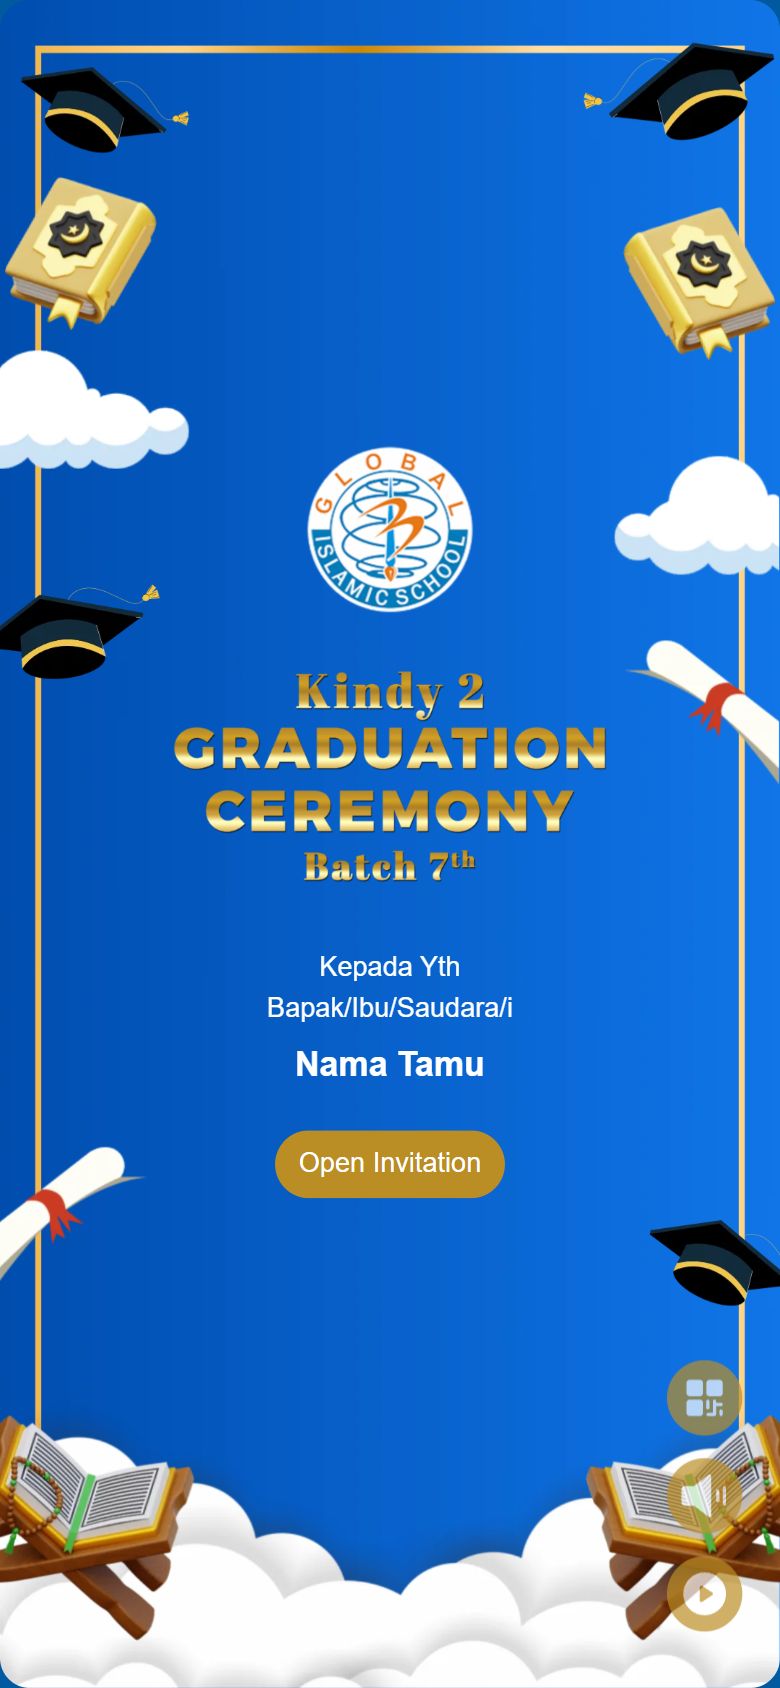 GLOBAL
ISLAMIC SCHOOL
Kindy 2
GRADUATION
CEREMONY
Batch 7th
Kepada Yth
Bapak/Ibu/Saudara/i
Nama Tamu
Open Invitation